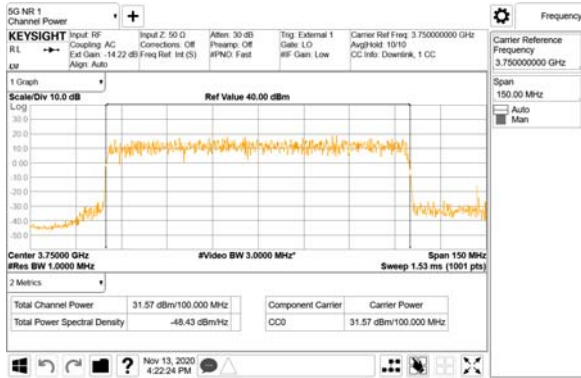 5G NR 1
Channel Power
Frequency
KEYSIGHT
RL
Input: RF
Coupling: AC
Ext Gain: -14.22 dB
Align: Auto
Input Z: 50 Ω
Corrections: Off
Freq Ref: Int (S)
Atten: 30 dB
Preamp: Off
#PNO: Fast
Trig: External 1
Gate: LO
#IF Gain: Low
Carrier Ref Freq: 3.750000000 GHz
Avg|Hold: 10/10
CC Info: Downlink, 1 CC
Carrier Reference
Frequency
3.750000000 GHz
Span
150.00 MHz
Auto
Man
1 Graph
Scale/Div 10.0 dB
Ref Value 40.00 dBm
Log
30.0
20.0
10.0
0.00
-10.0
-20.0
-30.0
-40.0
-50.0
Center 3.75000 GHz
#Video BW 3.0000 MHz*
Span 150 MHz
#Res BW 1.0000 MHz
Sweep 1.53 ms (1001 pts)
2 Metrics
Total Channel Power
31.57 dBm/100.000 MHz
Total Power Spectral Density
-48.43 dBm/Hz
Component Carrier
Carrier Power
CC0
31.57 dBm/100.000 MHz
?
Nov 13, 2020
4:22:24 PM